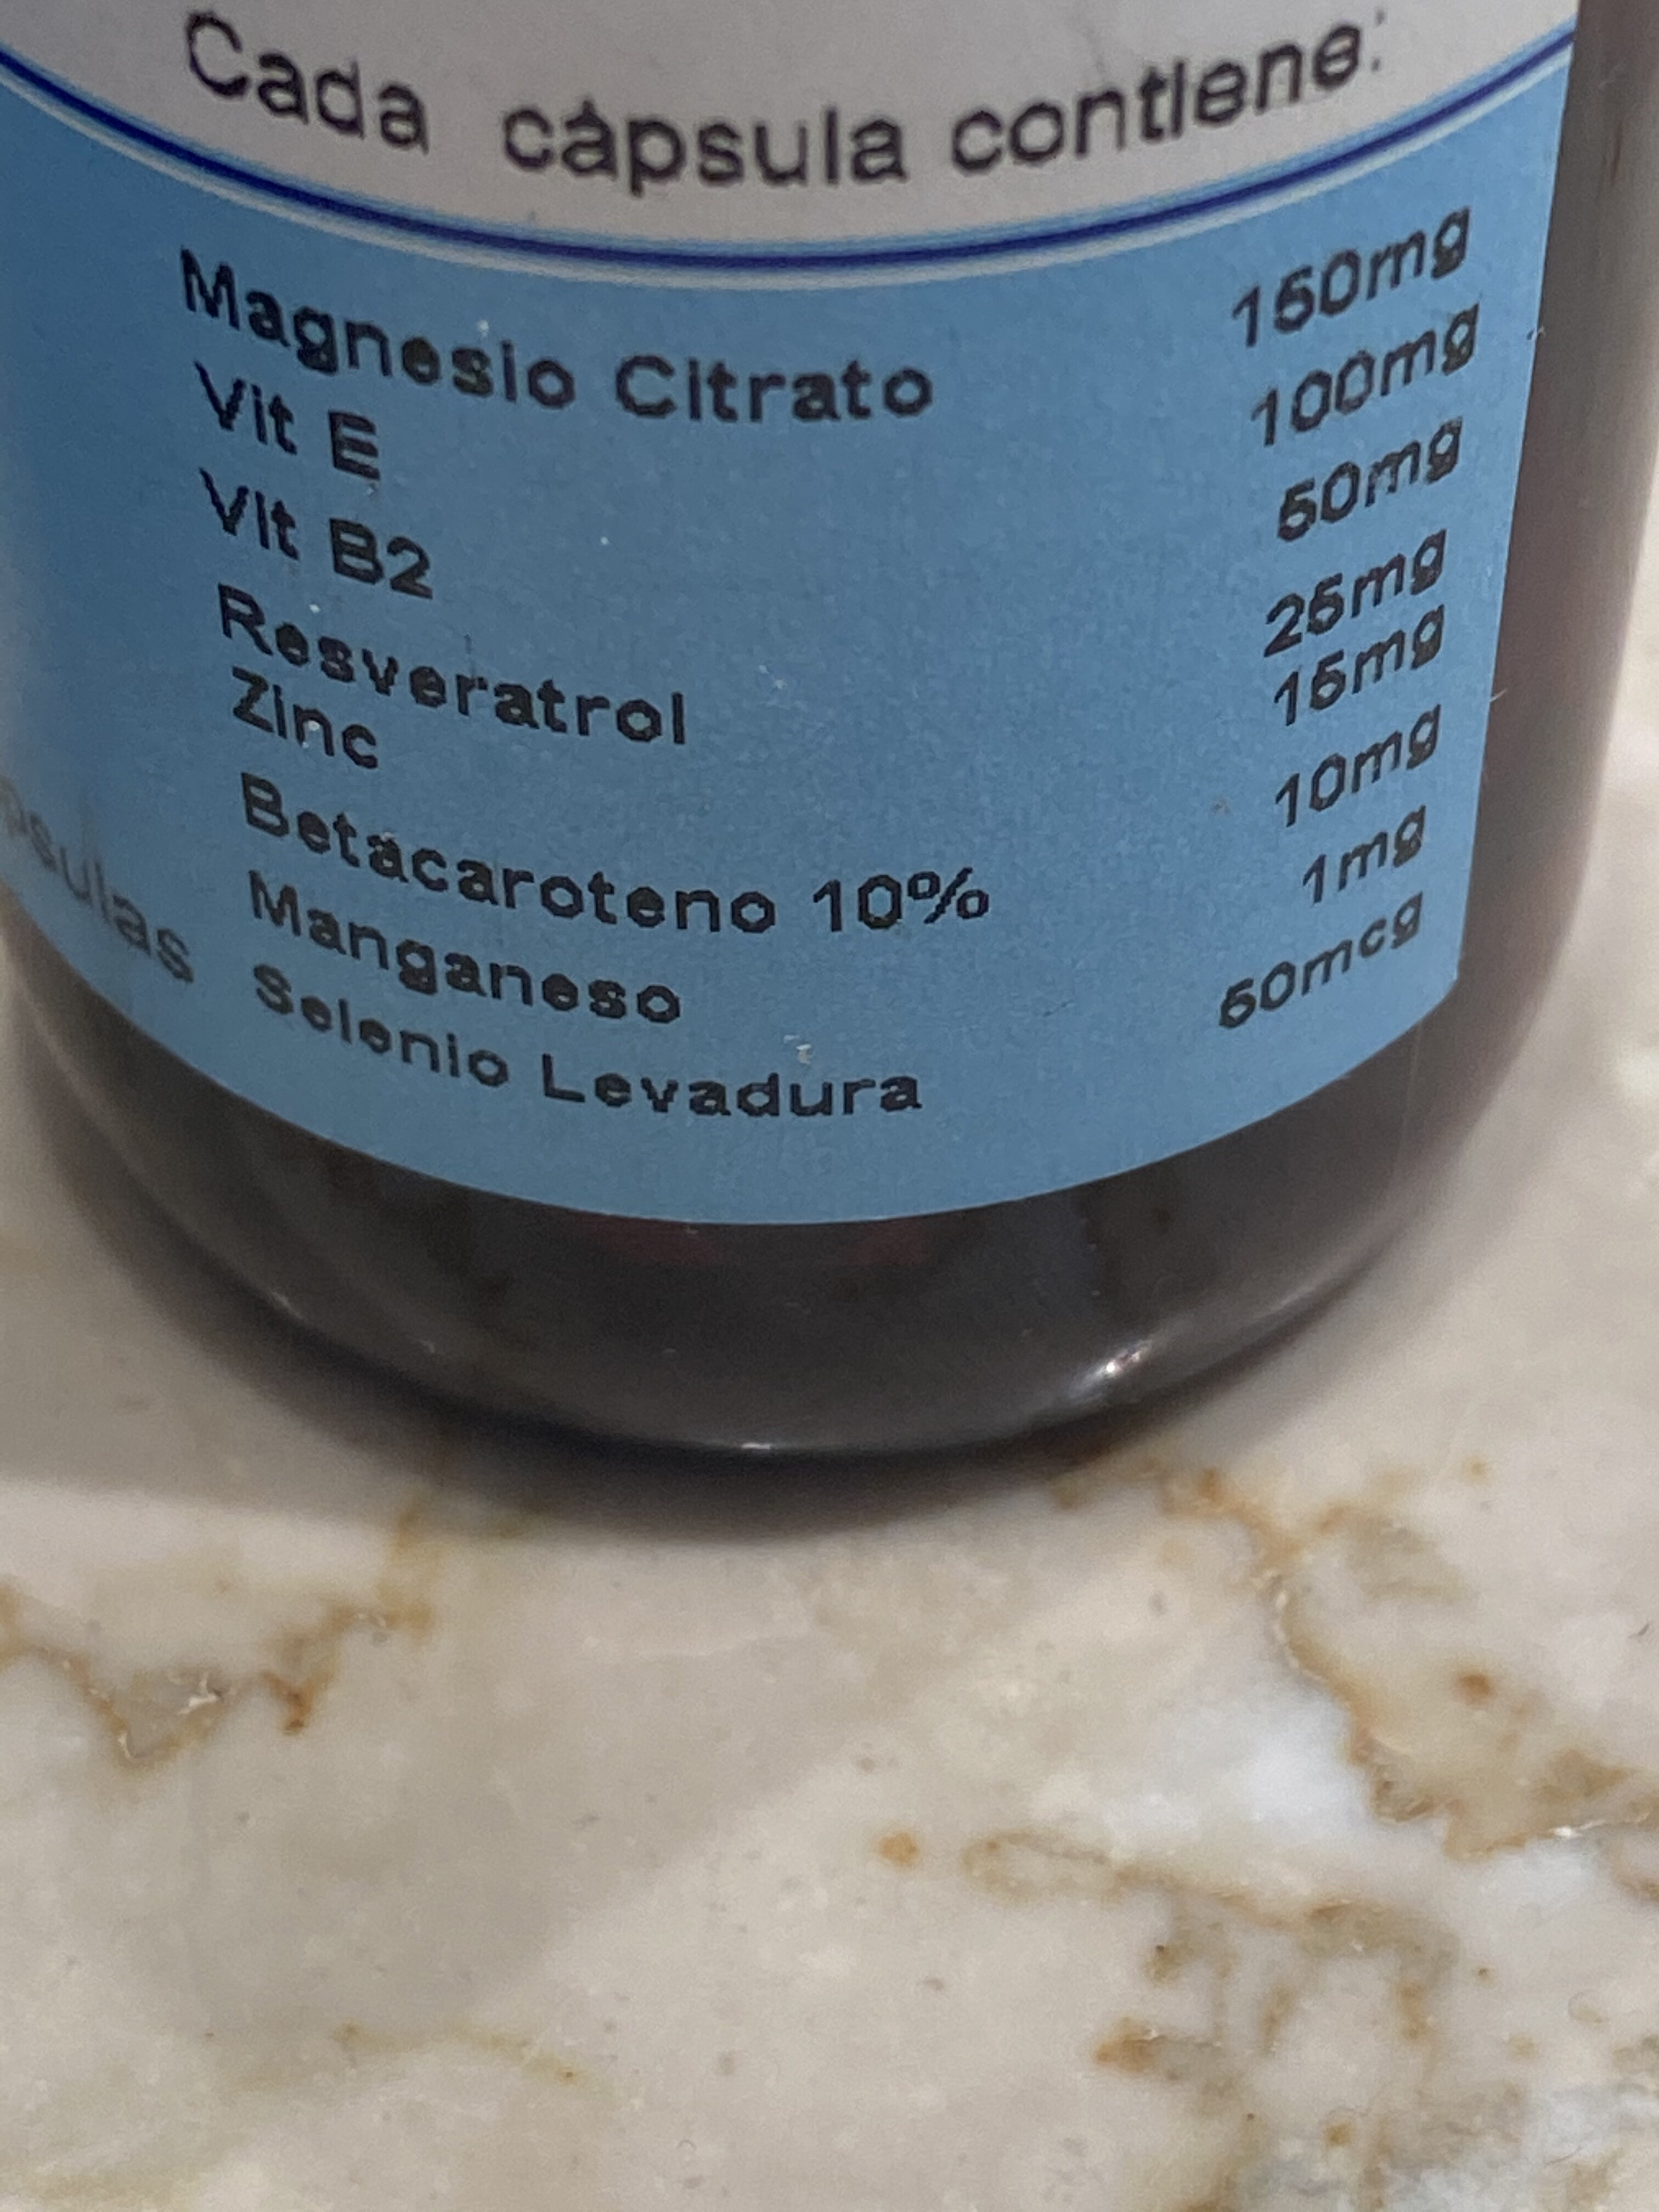 Cada cápsula contiene:
Magnesio Citrato 150mg
Vit E 100mg
Vit B2 50mg
Resveratrol 25mg
Zinc 15mg
Betacaroteno 10% 10mg
Manganeso 1mg
Selenio Levadura 50mcg